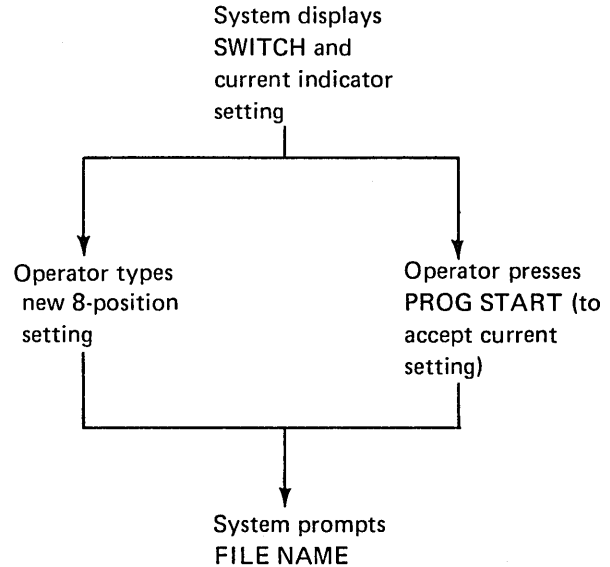 System displays
SWITCH and
current indicator
setting
Operator types
new 8-position
setting
Operator presses
PROG START (to
accept current
setting)
System prompts
FILE NAME